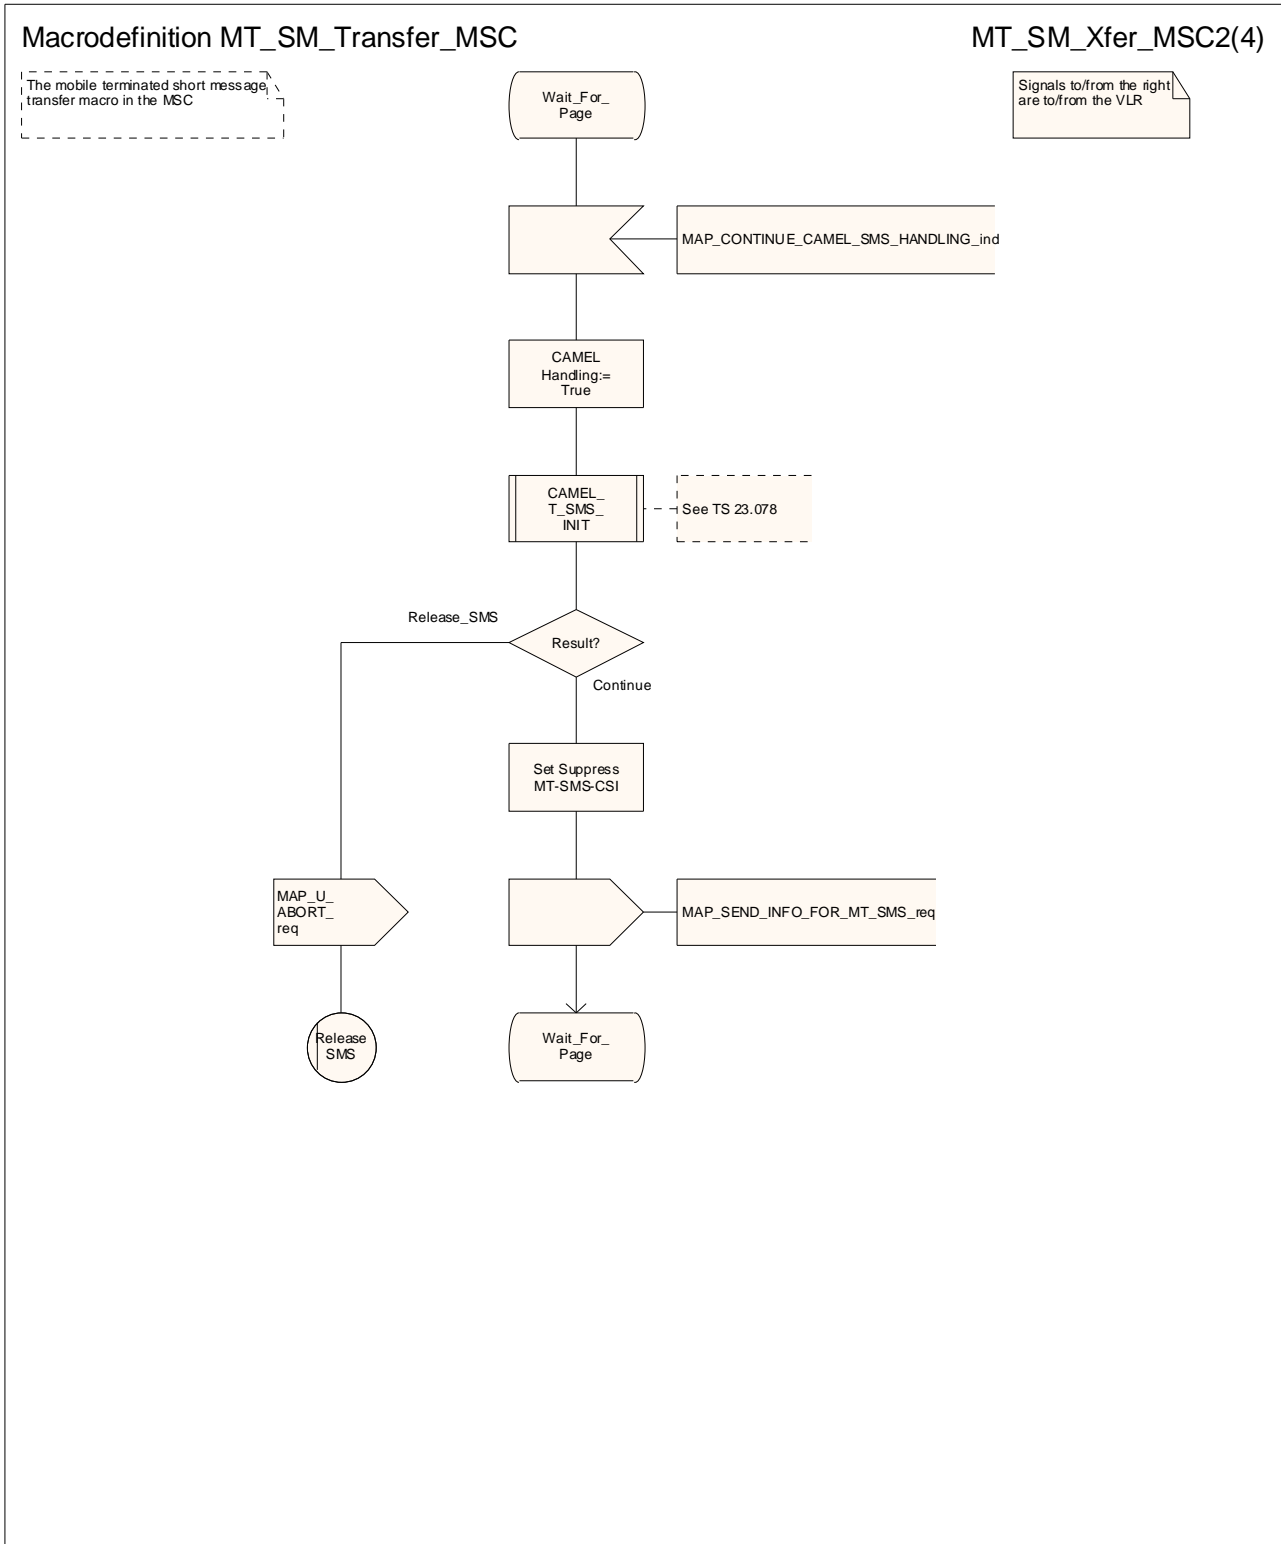 Macrodefinition MT_SM_Transfer_MSC
MT_SM_Xfer_MSC2(4)
The mobile terminated short message
transfer macro in the MSC
Wait_For_
Page
Signals to/from the right
are to/from the VLR
MAP_CONTINUE_CAMEL_SMS_HANDLING_ind
CAMEL
Handling:=
True
CAMEL_
T_SMS_
INIT
See TS 23.078
Release_SMS
Result?
Continue
Set Suppress
MT-SMS-CSI
MAP_U_
ABORT_
req
MAP_SEND_INFO_FOR_MT_SMS_req
Release
SMS
Wait_For_
Page